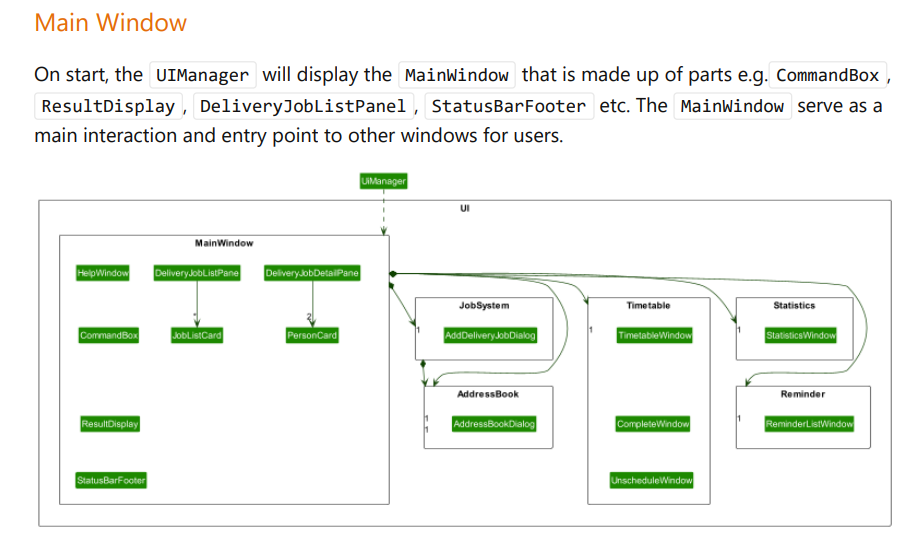 Main Window
On start, the UIManager will display the MainWindow that is made up of parts e.g. CommandBox ,
ResultDisplay , DeliveryJobListPanel , StatusBarFooter etc. The MainWindow serve as a
main interaction and entry point to other windows for users.
UiManager
UI
MainWindow
HelpWindow DeliveryJobListPane DeliveryJobDetailPane
JobSystem Timetable Statistics
* 2
1 1 1
CommandBox JobListCard PersonCard AddDeliveryJobDialog TimetableWindow StatisticsWindow
AddressBook Reminder
1 1
ResultDisplay AddressBookDialog CompleteWindow ReminderListWindow
1
StatusBarFooter UnscheduleWindow